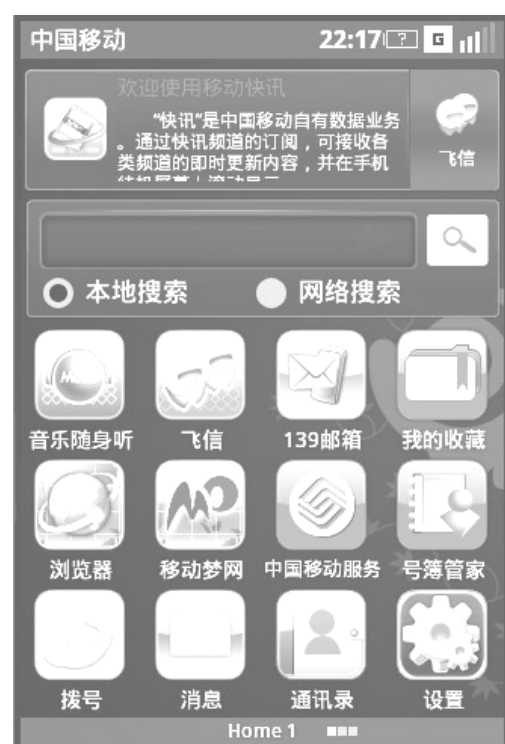 中国移动 22:17 ? G
欢迎使用移动快讯
“快讯”是中国移动自有数据业务
。通过快讯频道的订阅，可接收各
类频道的即时更新内容，并在手机
飞信
本地搜索 网络搜索
音乐随身听 飞信 139邮箱 我的收藏
浏览器 移动梦网 中国移动服务 号簿管家
拨号 消息 通讯录 设置
Home 1